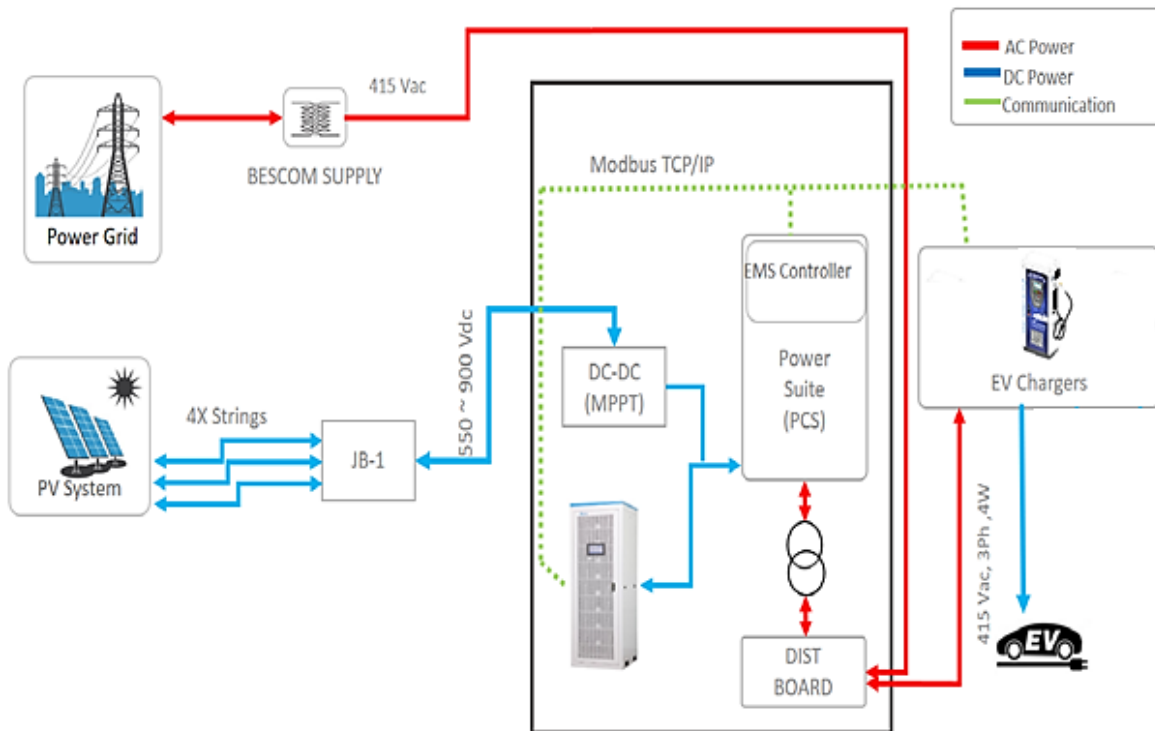 AC Power
DC Power
Communication
415 Vac
BESCOM SUPPLY
Power Grid
Modbus TCP/IP
EMS Controller
Power
Suite
(PCS)
EV Chargers
550 ~ 900 Vdc
DC-DC
(MPPT)
4X Strings
JB-1
PV System
415 Vac, 3Ph ,4W
DIST
BOARD
EV